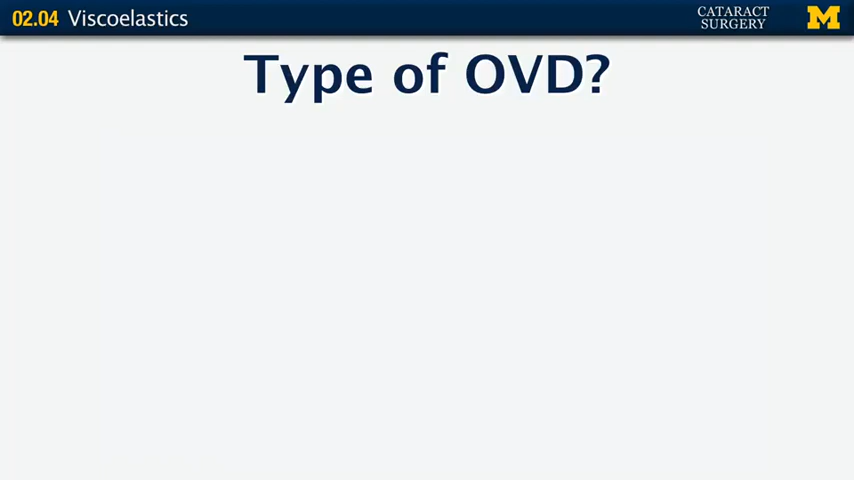 02.04 Viscoelastics
CATARACT
SURGERY
M
Type of OVD?